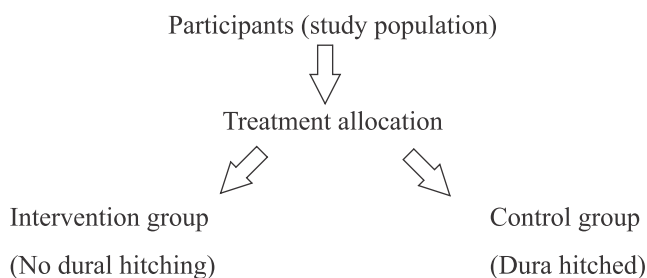 Participants (study population)
Treatment allocation
Intervention group
(No dural hitching)
Control group
(Dura hitched)